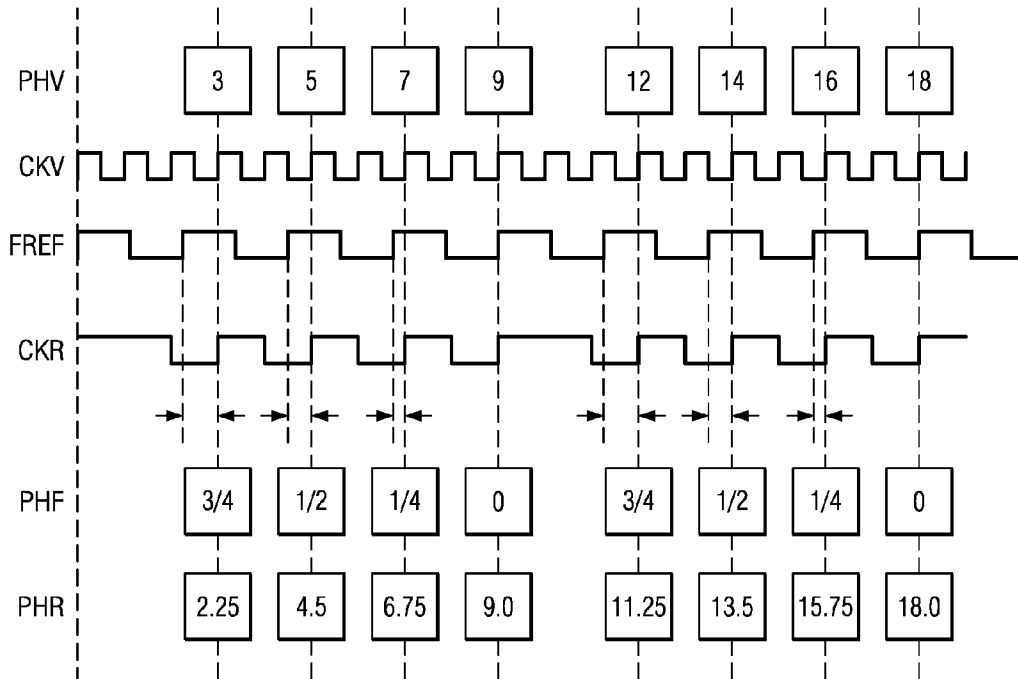 PHV 3 5 7 9 12 14 16 18
CKV
FREF
CKR
PHF 3/4 1/2 1/4 0 3/4 1/2 1/4 0
PHR 2.25 4.5 6.75 9.0 11.25 13.5 15.75 18.0